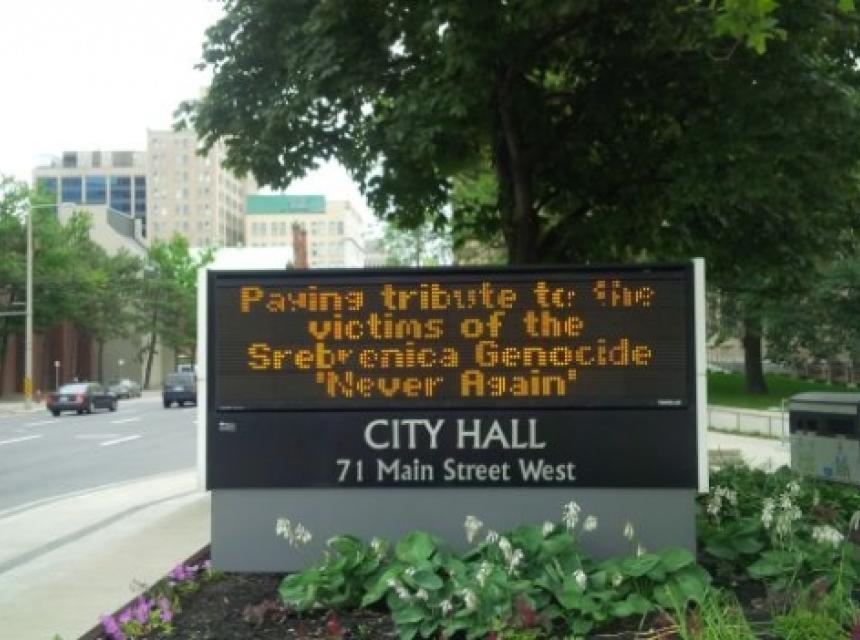 Paying tribute to the
victims of the
Srebrenica Genocide
'Never Again'
CITY HALL
71 Main Street West